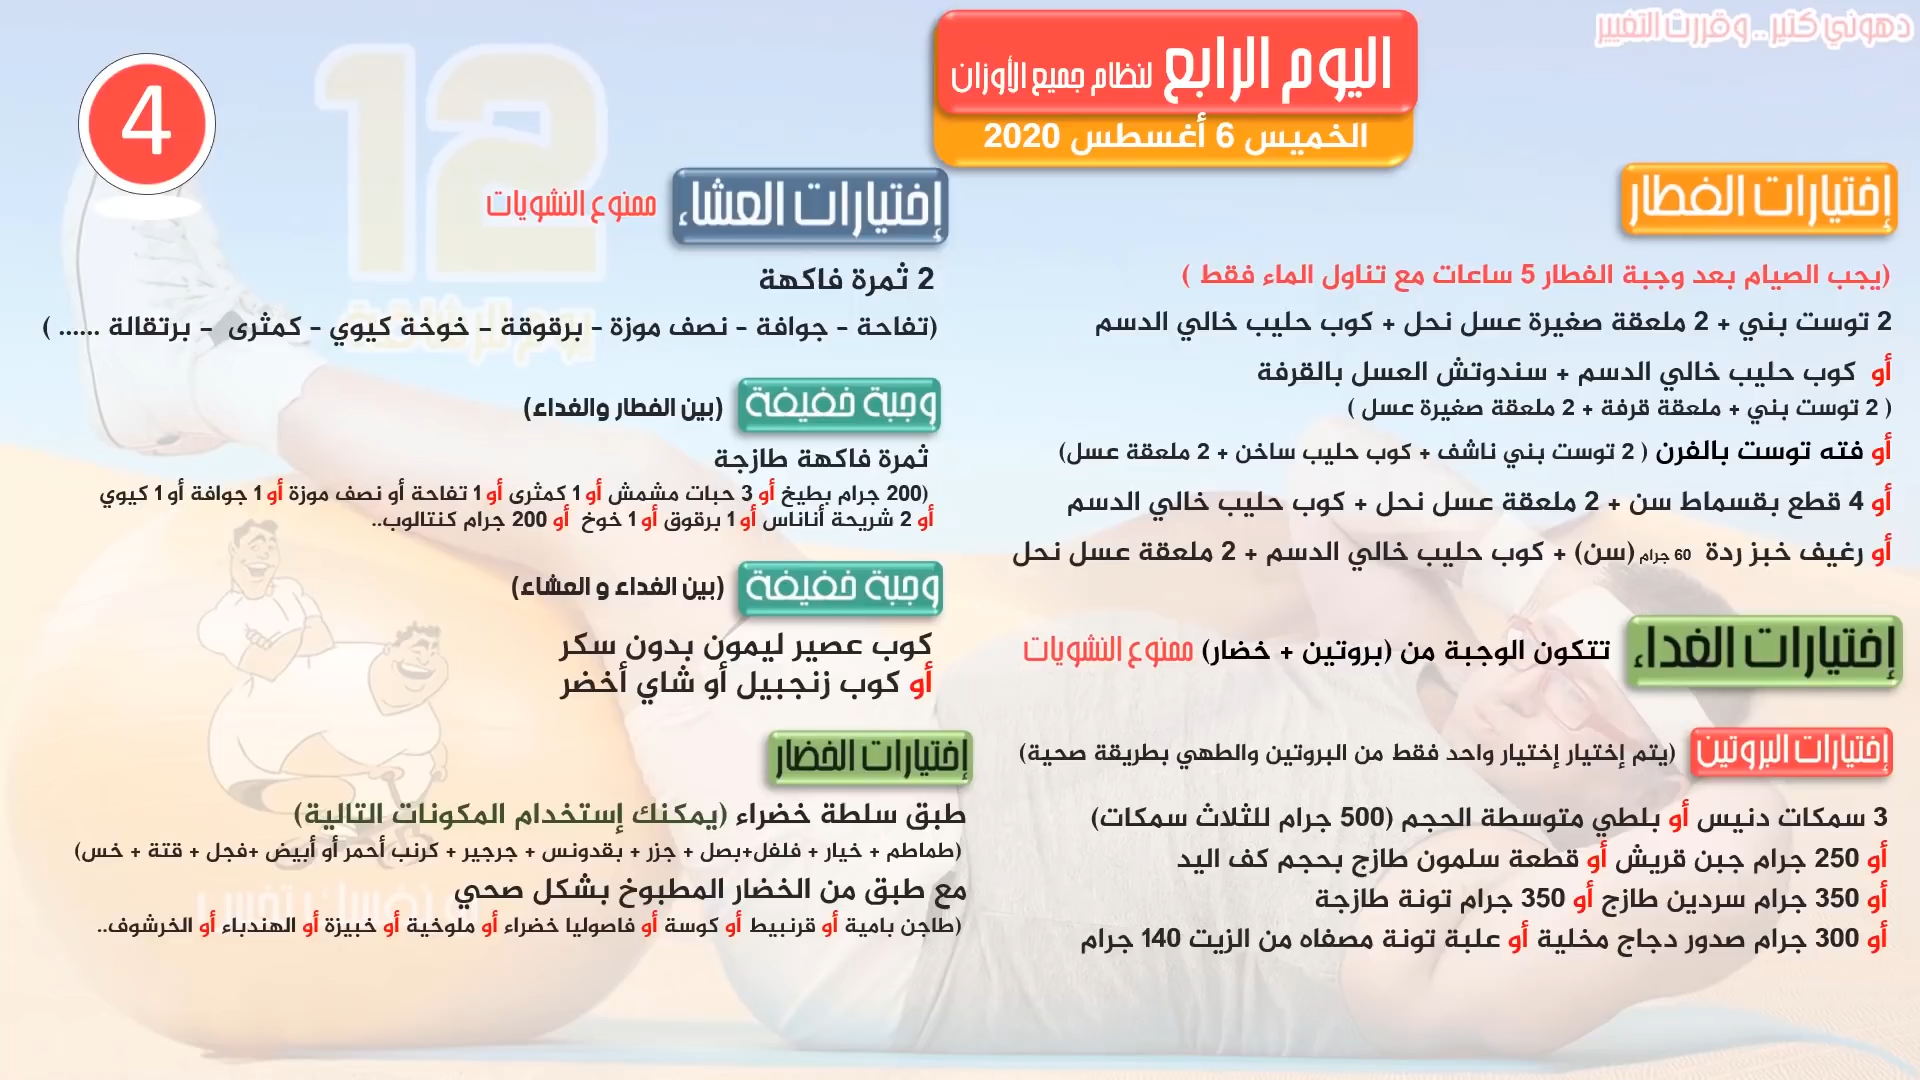 دهوني كتير .. وقررت التغيير
اليوم الرابع لنظام جميع الأوزان
الخميس 6 أغسطس 2020
4
12
يوم للرشاقة
إختيارات الفطار
(يجب الصيام بعد وجبة الفطار 5 ساعات مع تناول الماء فقط )
2 توست بني + 2 ملعقة صغيرة عسل نحل + كوب حليب خالي الدسم
أو كوب حليب خالي الدسم + سندوتش العسل بالقرفة
( 2 توست بني + ملعقة قرفة + 2 ملعقة صغيرة عسل )
أو فته توست بالفرن ( 2 توست بني ناشف + كوب حليب ساخن + 2 ملعقة عسل)
أو 4 قطع بقسماط سن + 2 ملعقة عسل نحل + كوب حليب خالي الدسم
أو رغيف خبز ردة 60 جرام (سن) + كوب حليب خالي الدسم + 2 ملعقة عسل نحل
إختيارات الغداء تتكون الوجبة من (بروتين + خضار) ممنوع النشويات
إختيارات البروتين (يتم إختيار إختيار واحد فقط من البروتين والطهي بطريقة صحية)
3 سمكات دنيس أو بلطي متوسطة الحجم (500 جرام للثلاث سمكات)
أو 250 جرام جبن قريش أو قطعة سلمون طازج بحجم كف اليد
أو 350 جرام سردين طازج أو 350 جرام تونة طازجة
أو 300 جرام صدور دجاج مخلية أو علبة تونة مصفاه من الزيت 140 جرام
إختيارات العشاء ممنوع النشويات
2 ثمرة فاكهة
(تفاحة - جوافة - نصف موزة - برقوقة – خوخة كيوي - كمثرى – برتقالة ...... )
وجبة خفيفة (بين الفطار والغداء)
ثمرة فاكهة طازجة
(200 جرام بطيخ أو 3 حبات مشمش أو 1 كمثرى أو 1 تفاحة أو نصف موزة أو 1 جوافة أو 1 كيوي
أو 2 شريحة أناناس أو 1 برقوق أو 1 خوخ أو 200 جرام كنتالوب..
وجبة خفيفة (بين الغداء و العشاء)
كوب عصير ليمون بدون سكر
أو كوب زنجبيل أو شاي أخضر
إختيارات الخضار
طبق سلطة خضراء (يمكنك إستخدام المكونات التالية)
(طماطم + خيار + فلفل+بصل + جزر + بقدونس + جرجير + كرنب أحمر أو أبيض +فجل + قتة + خس)
مع طبق من الخضار المطبوخ بشكل صحي
(طاجن بامية أو قرنبيط أو كوسة أو فاصوليا خضراء أو ملوخية أو خبيزة أو الهندباء أو الخرشوف..